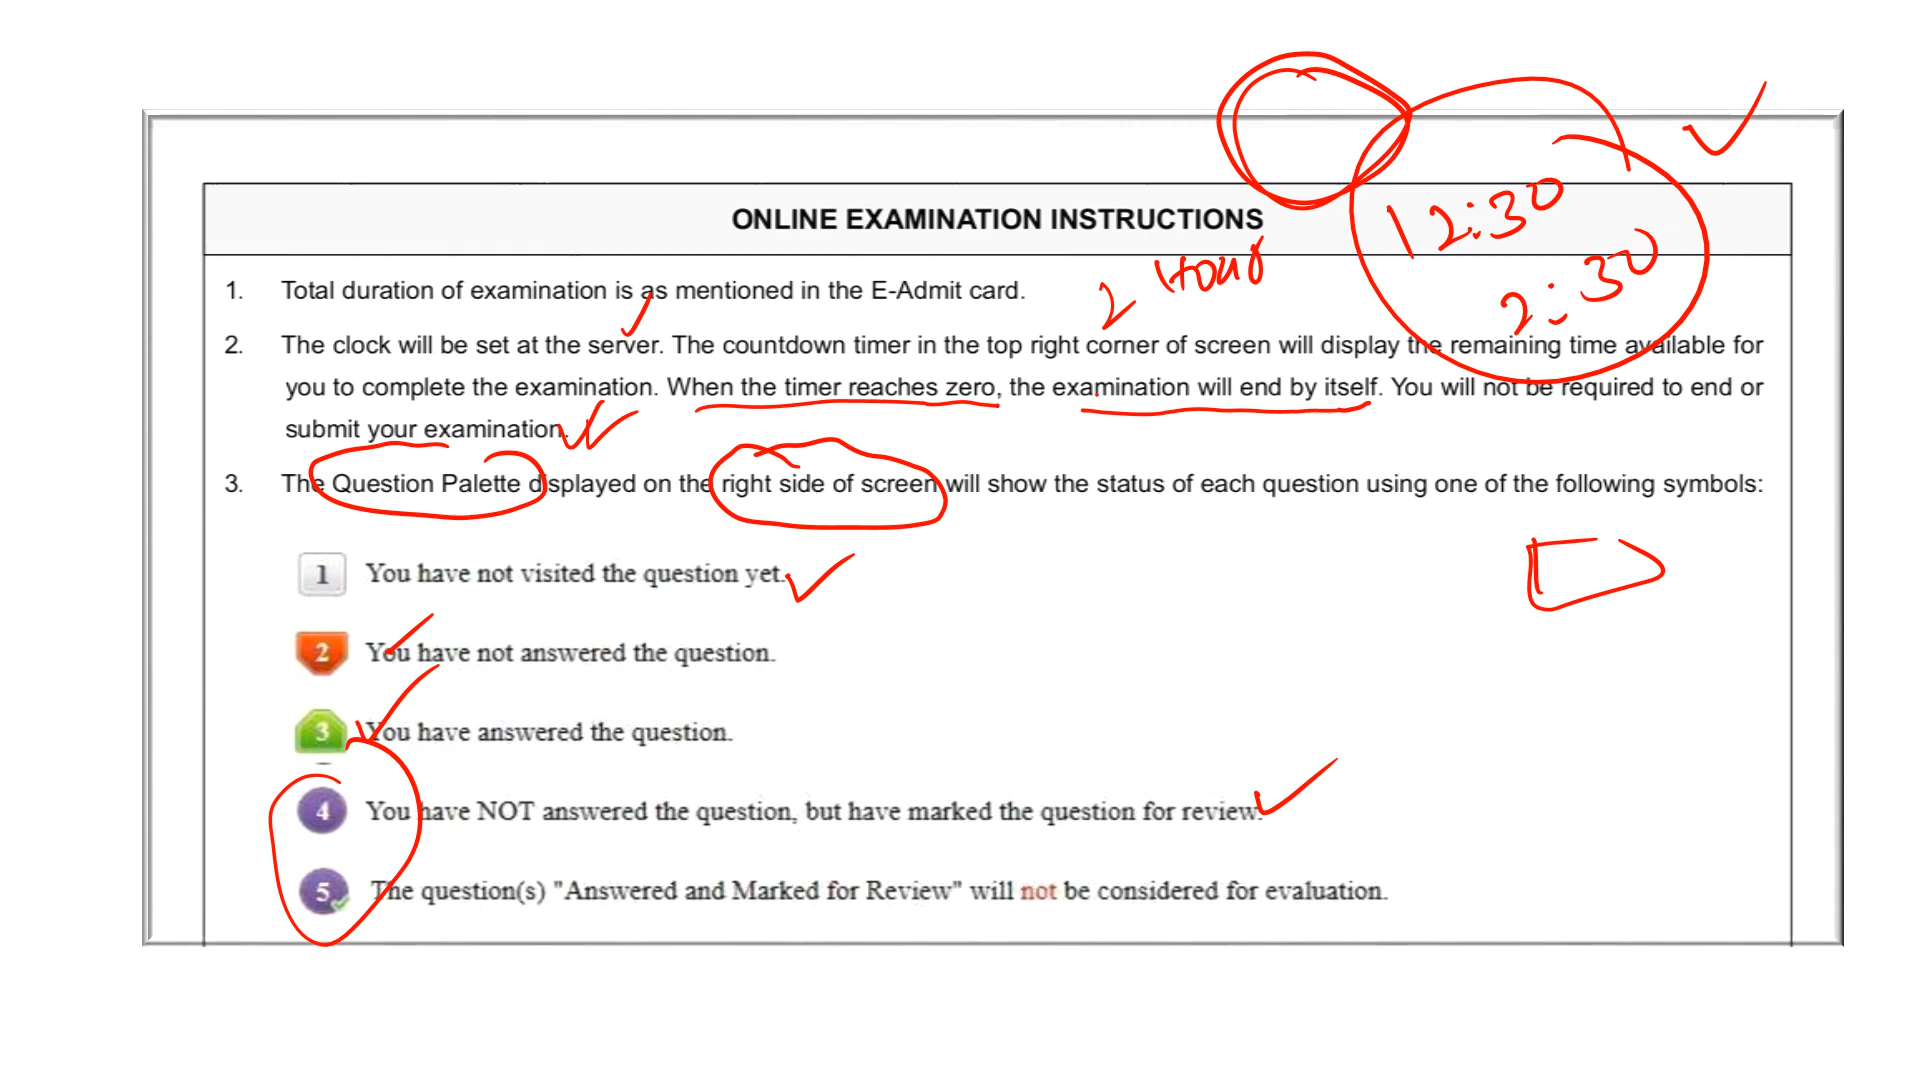 ONLINE EXAMINATION INSTRUCTIONS
12:30
2:30
2 Hour
1. Total duration of examination is as mentioned in the E-Admit card.
2. The clock will be set at the server. The countdown timer in the top right corner of screen will display the remaining time available for
you to complete the examination. When the timer reaches zero, the examination will end by itself. You will not be required to end or
submit your examination.
3. The Question Palette displayed on the right side of screen will show the status of each question using one of the following symbols:
1 You have not visited the question yet.
2 You have not answered the question.
3 You have answered the question.
4 You have NOT answered the question, but have marked the question for review.
5 The question(s) "Answered and Marked for Review" will not be considered for evaluation.